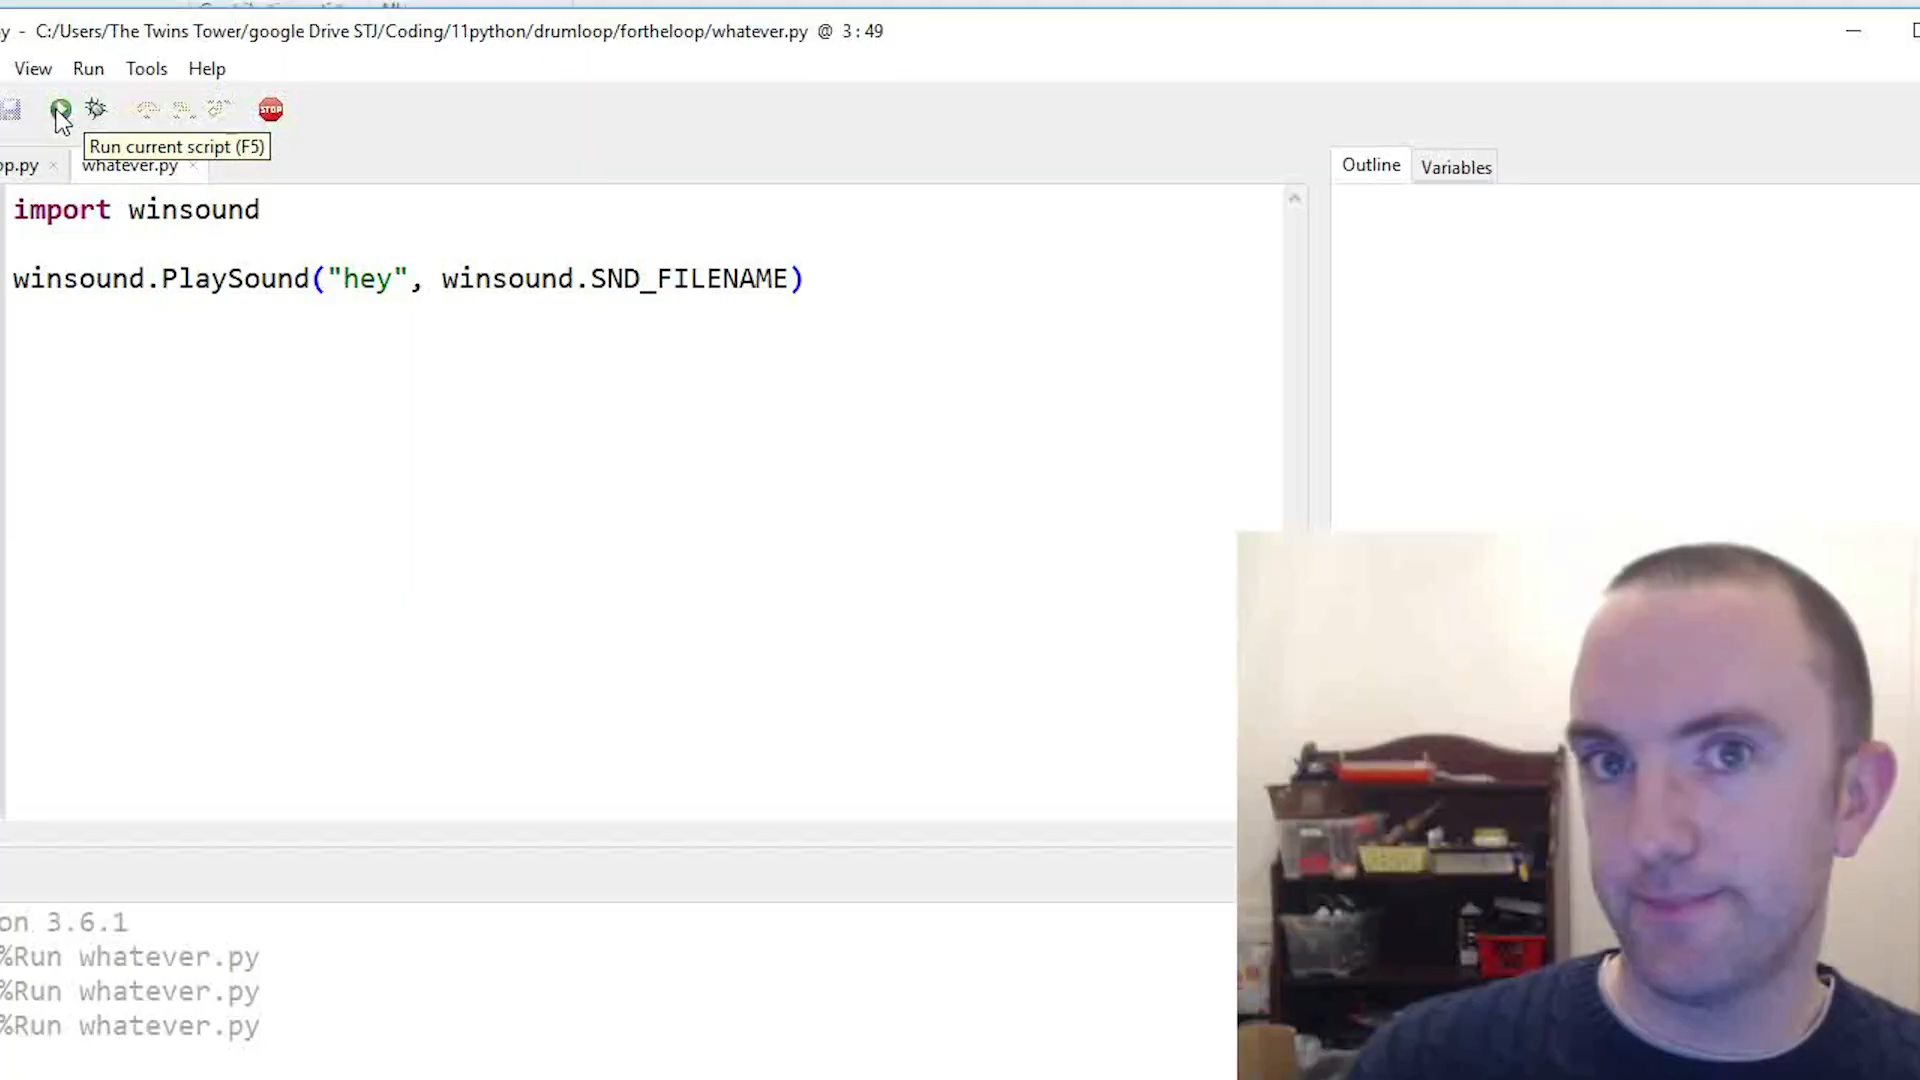 y - C:/Users/The Twins Tower/google Drive STJ/Coding/11python/drumloop/fortheloop/whatever.py @ 3:49
View Run Tools Help
STOP
Run current script (F5)
op.py × whatever.py ×
Outline Variables
import winsound
winsound.PlaySound("hey", winsound.SND_FILENAME)
on 3.6.1
%Run whatever.py
%Run whatever.py
%Run whatever.py